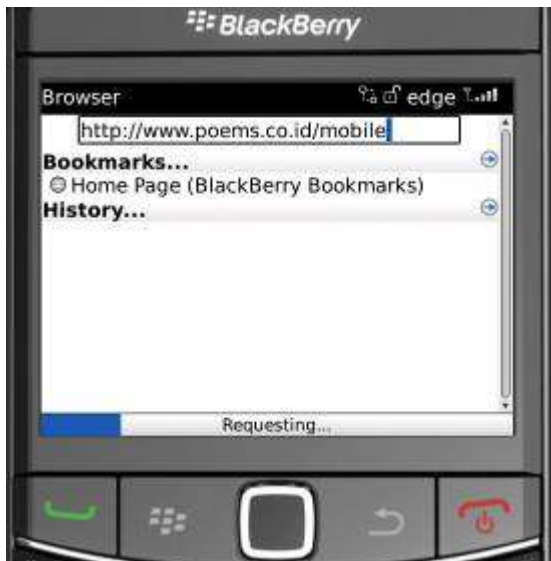 BlackBerry
Browser edge
http://www.poems.co.id/mobile
Bookmarks...
Home Page (BlackBerry Bookmarks)
History...
Requesting...